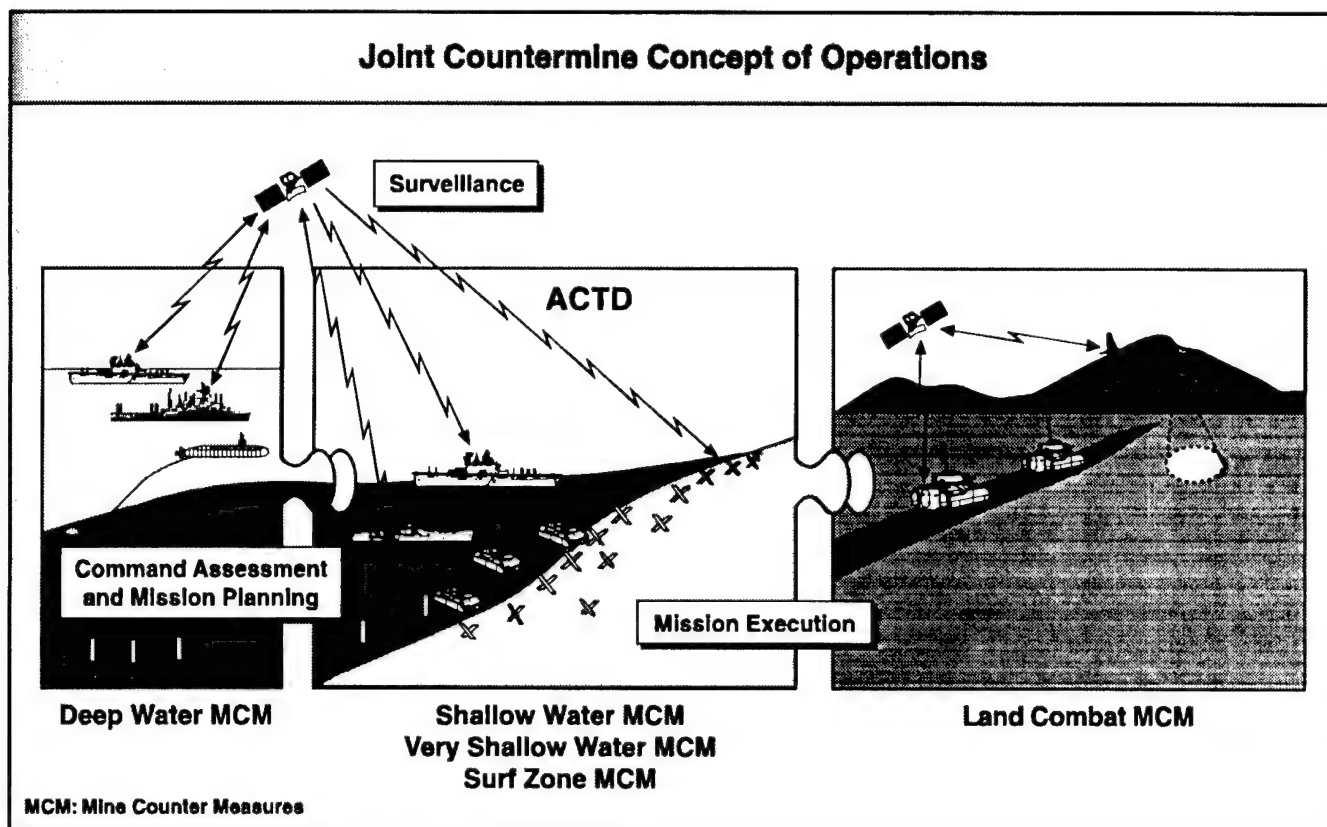 Joint Countermine Concept of Operations
Surveillance
ACTD
Command Assessment
and Mission Planning
Mission Execution
Deep Water MCM
Shallow Water MCM
Very Shallow Water MCM
Surf Zone MCM
Land Combat MCM
MCM: Mine Counter Measures